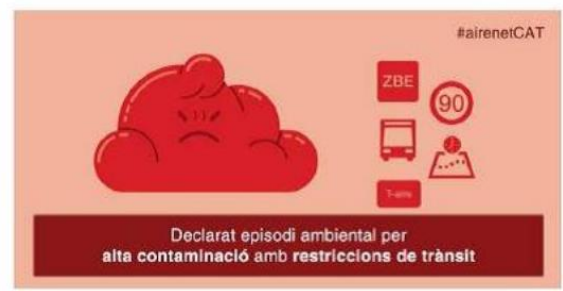 #airenetCAT
ZBE
90
T-aire
Declarat episodi ambiental per
alta contaminació amb restriccions de trànsit